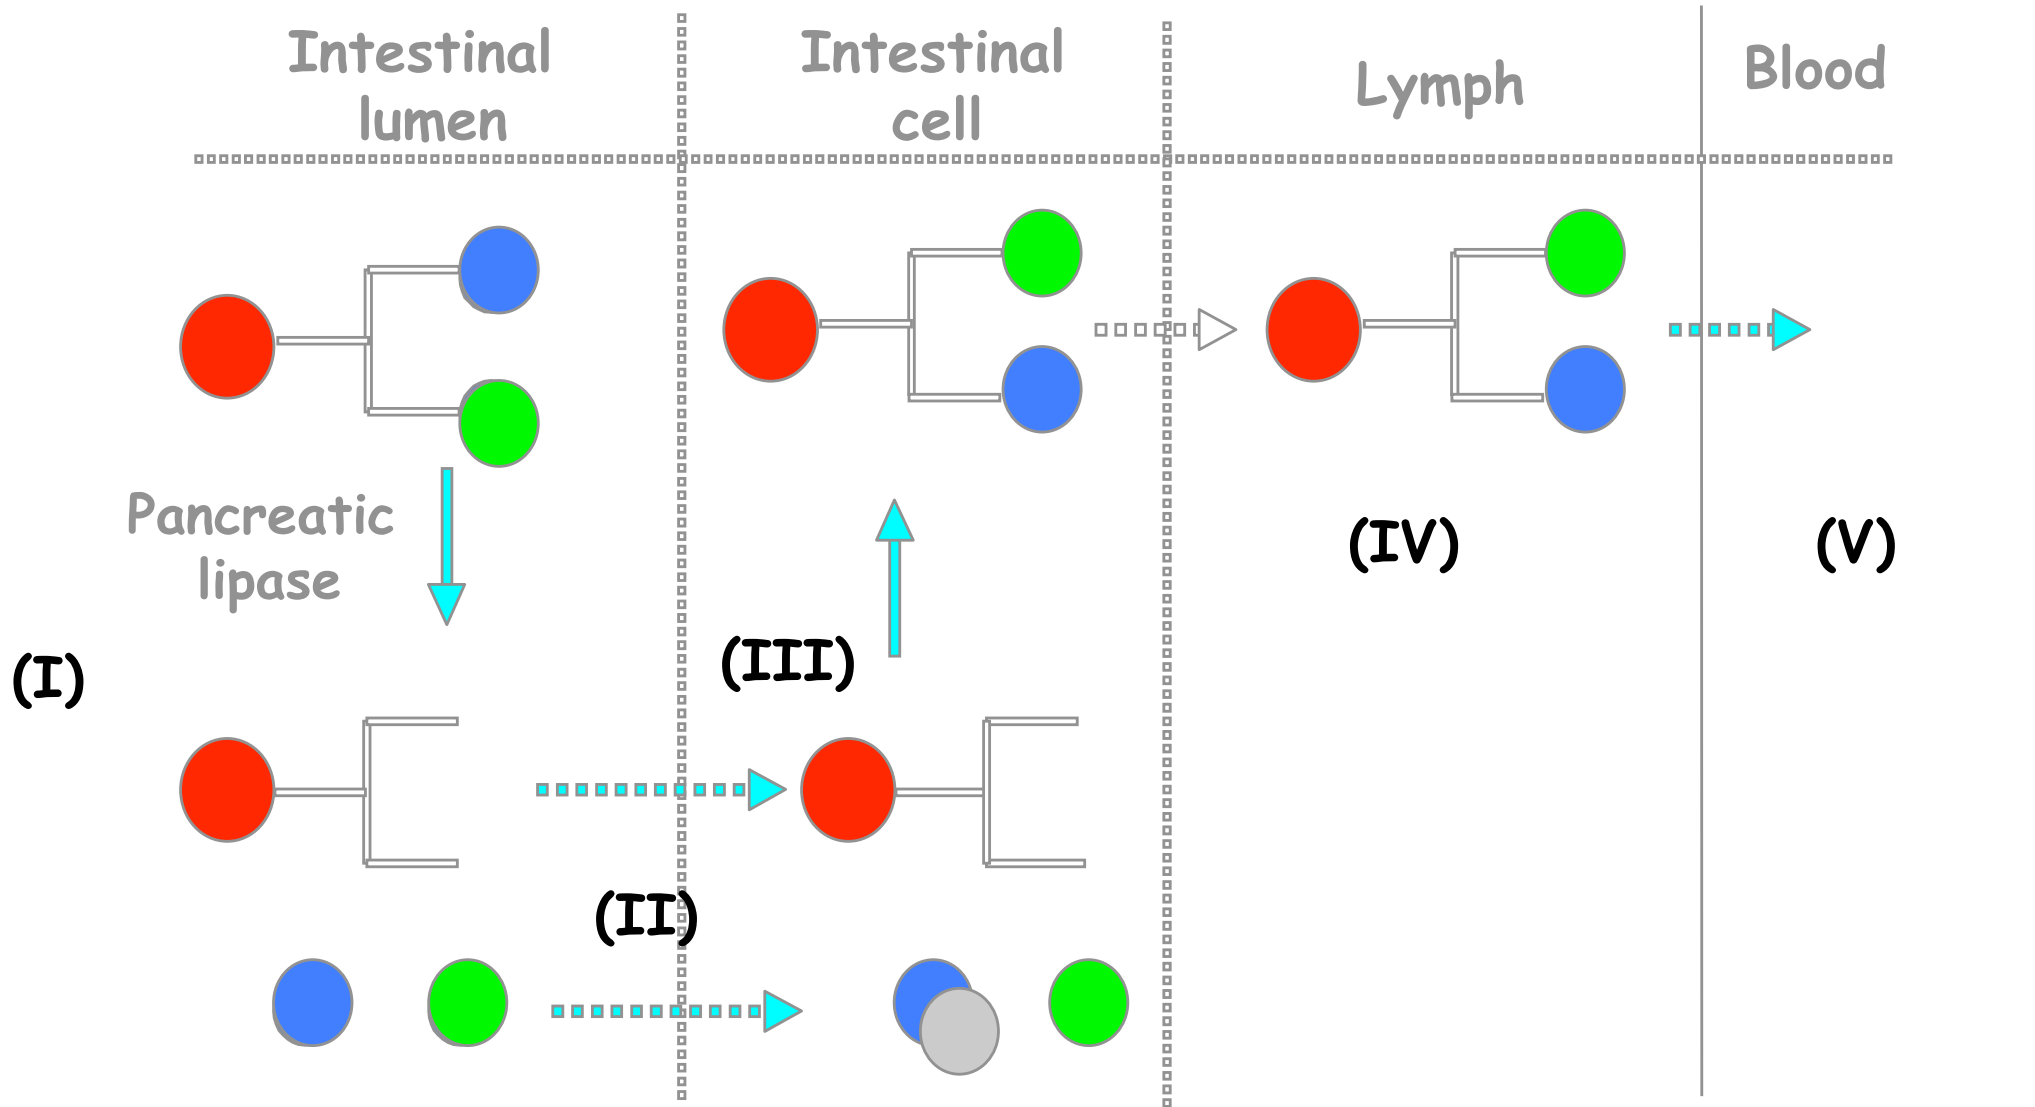 Intestinal
lumen
Intestinal
cell
Lymph
Blood
Pancreatic
lipase
(I)
(II)
(III)
(IV)
(V)